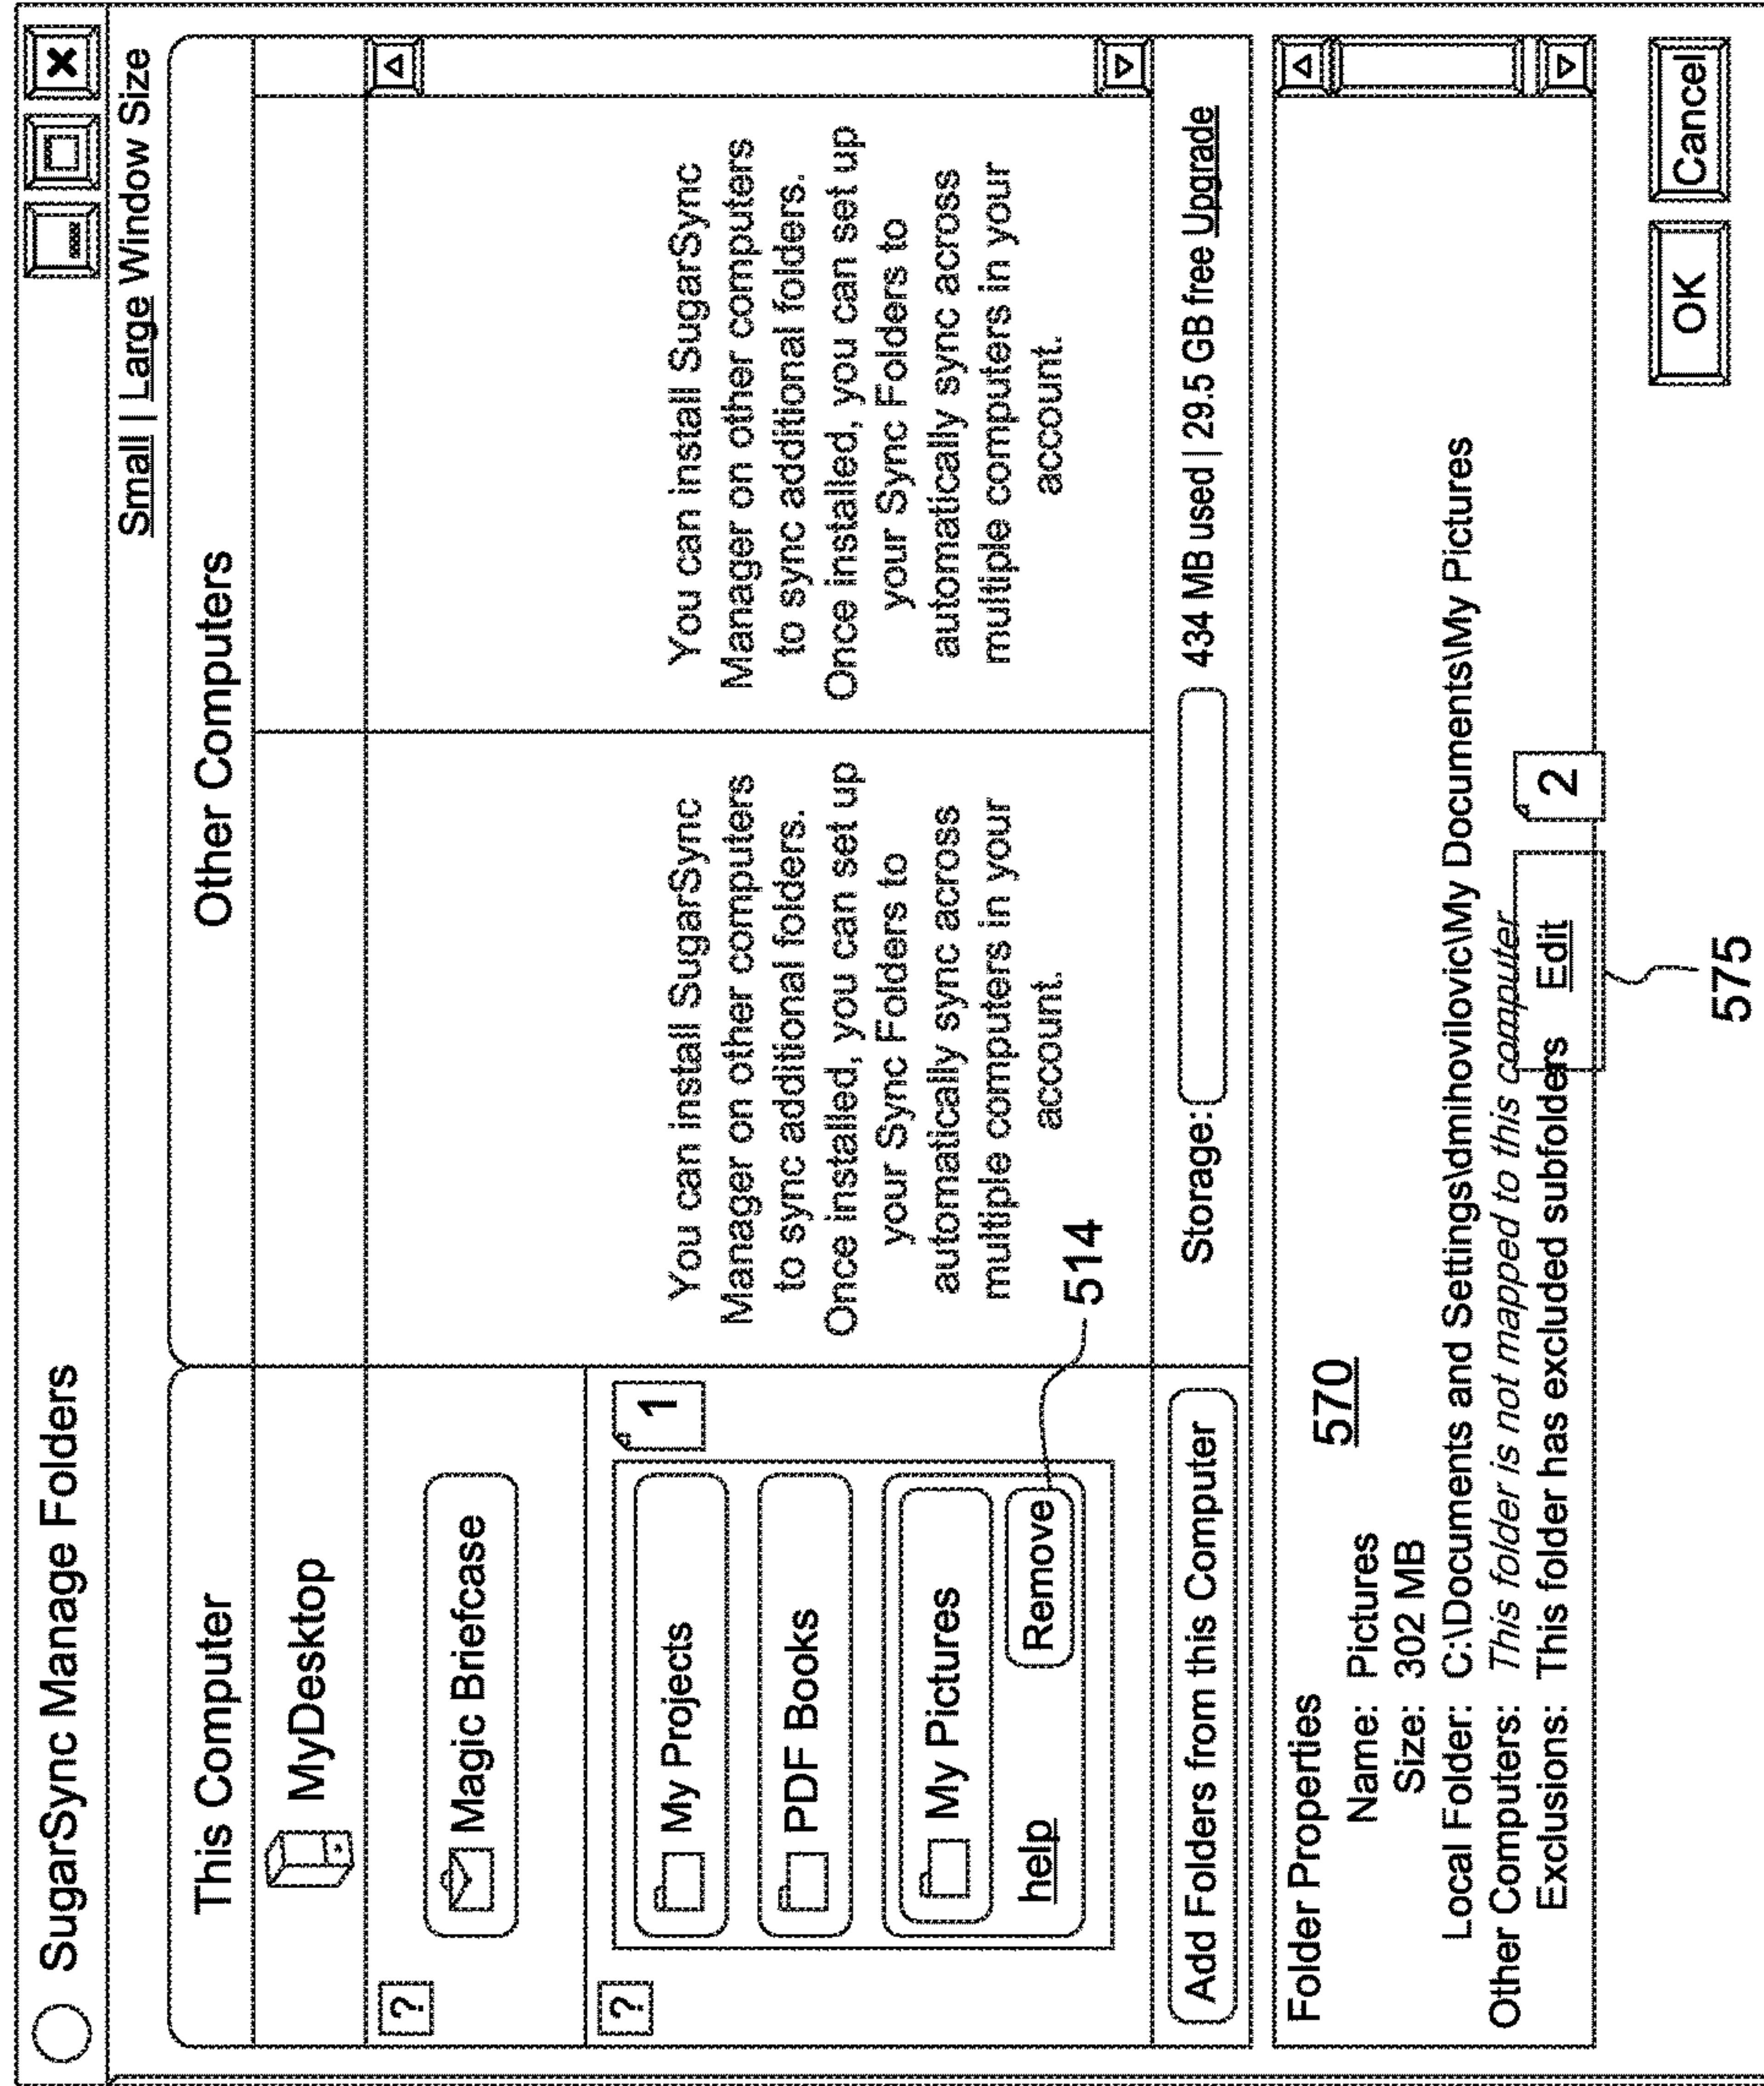 SugarSync Manage Folders
Small | Large Window Size
This Computer
Other Computers
MyDesktop
?
Magic Briefcase
?
1
My Projects
PDF Books
My Pictures
help
Remove
514
You can install SugarSync
Manager on other computers
to sync additional folders.
Once installed, you can set up
your Sync Folders to
automatically sync across
multiple computers in your
account.
You can install SugarSync
Manager on other computers
to sync additional folders.
Once installed, you can set up
your Sync Folders to
automatically sync across
multiple computers in your
account.
Add Folders from this Computer
Storage: 434 MB used | 29.5 GB free Upgrade
Folder Properties
570
Name: Pictures
Size: 302 MB
Local Folder: C:\Documents and Settings\dmihovilovic\My Documents\My Pictures
Other Computers: This folder is not mapped to this computer
Exclusions: This folder has excluded subfolders Edit
2
OK
Cancel
575